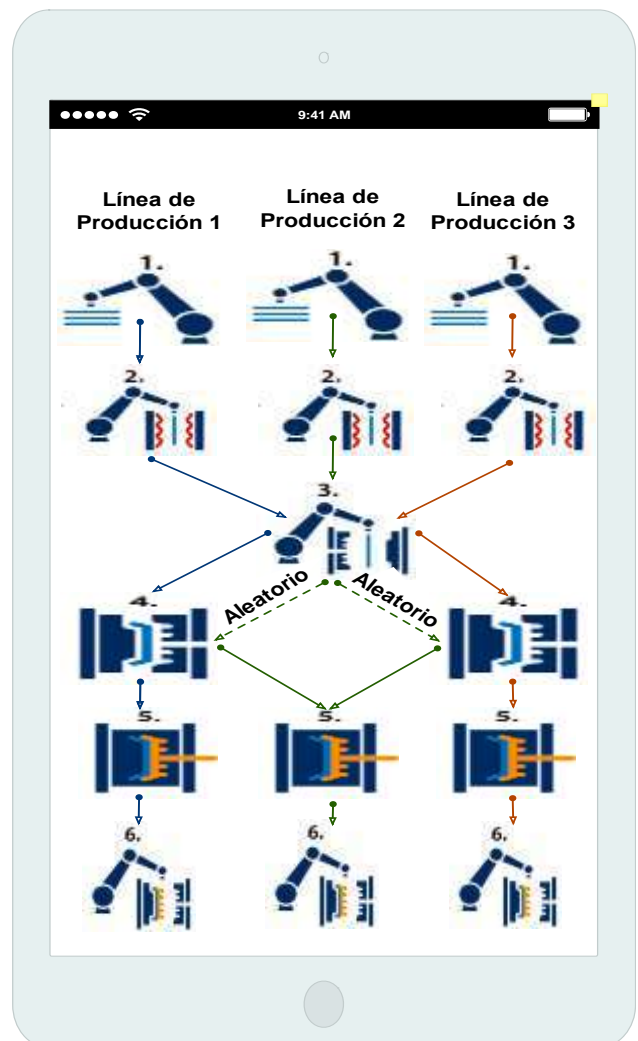 9:41 AM
Línea de
Producción 1
Línea de
Producción 2
Línea de
Producción 3
1.
1.
1.
2.
2.
2.
3.
Aleatorio
Aleatorio
4.
4.
5.
5.
5.
6.
6.
6.